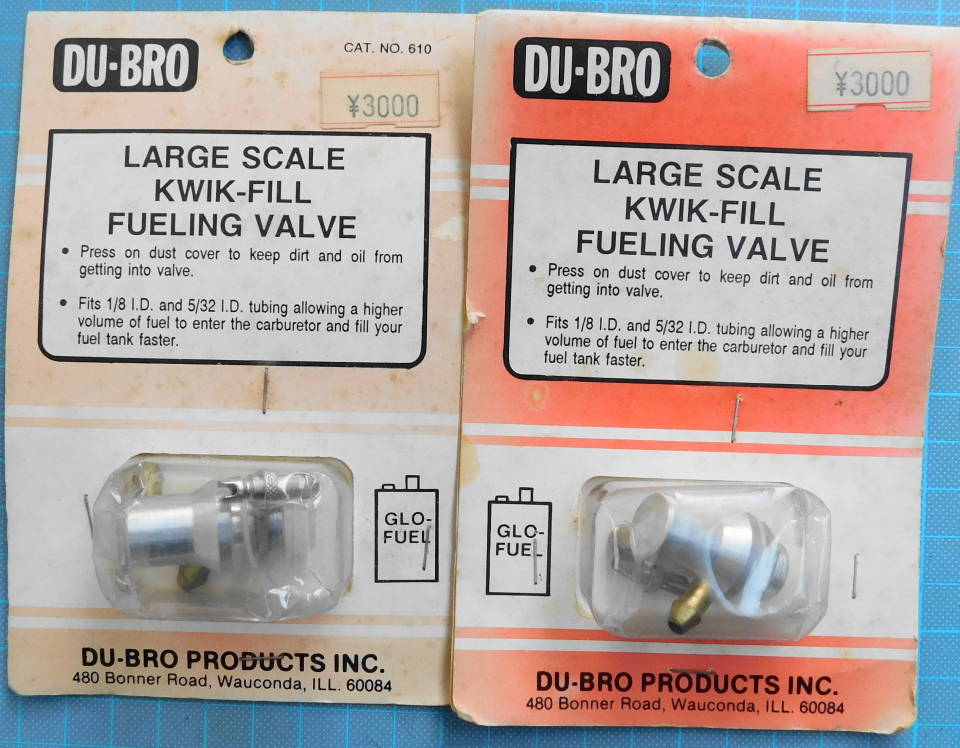 DU-BRO
CAT. NO. 610
¥3000
LARGE SCALE
KWIK-FILL
FUELING VALVE
• Press on dust cover to keep dirt and oil from
getting into valve.
• Fits 1/8 I.D. and 5/32 I.D. tubing allowing a higher
volume of fuel to enter the carburetor and fill your
fuel tank faster.
GLO-
FUEL
DU-BRO PRODUCTS INC.
480 Bonner Road, Wauconda, ILL. 60084
DU-BRO
¥3000
LARGE SCALE
KWIK-FILL
FUELING VALVE
• Press on dust cover to keep dirt and oil from
getting into valve.
• Fits 1/8 I.D. and 5/32 I.D. tubing allowing a higher
volume of fuel to enter the carburetor and fill your
fuel tank faster.
GLO-
FUEL
DU-BRO PRODUCTS INC.
480 Bonner Road, Wauconda, ILL. 60084